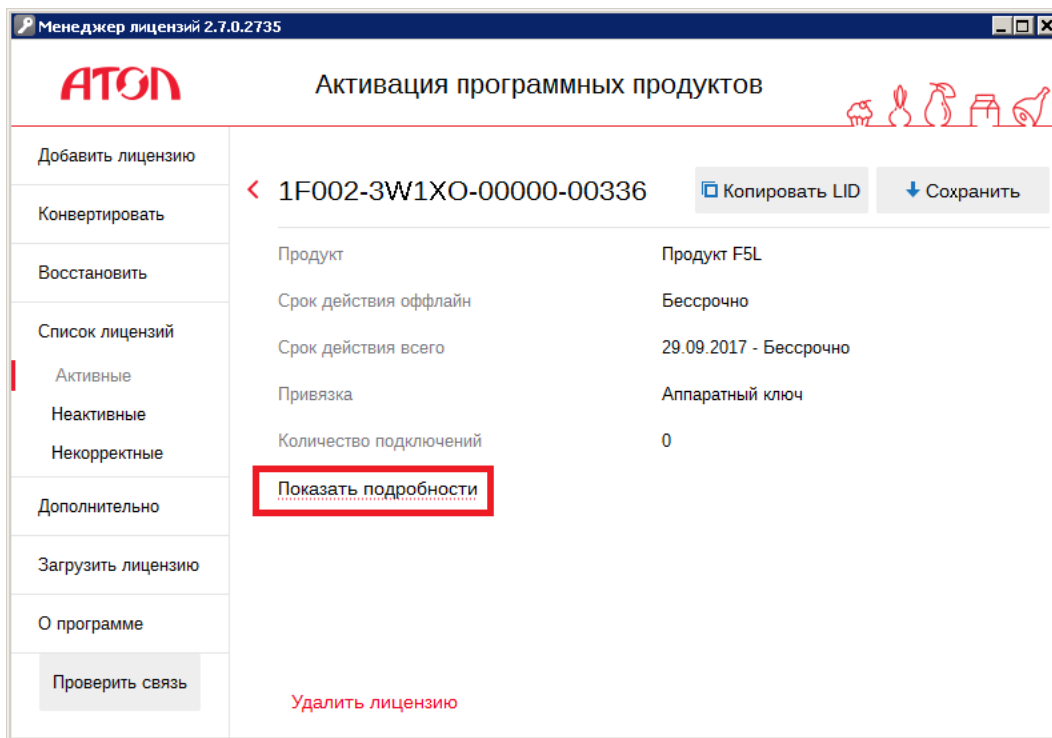 Менеджер лицензий 2.7.0.2735
АТОЛ
Активация программных продуктов
Добавить лицензию
Конвертировать
Восстановить
Список лицензий
Активные
Неактивные
Некорректные
Дополнительно
Загрузить лицензию
О программе
Проверить связь
1F002-3W1XO-00000-00336
Копировать LID
Сохранить
Продукт Продукт F5L
Срок действия оффлайн Бессрочно
Срок действия всего 29.09.2017 - Бессрочно
Привязка Аппаратный ключ
Количество подключений 0
Показать подробности
Удалить лицензию